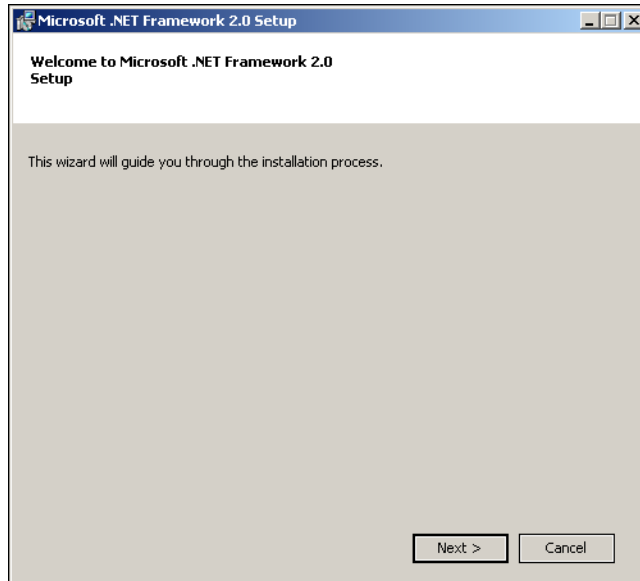 Microsoft .NET Framework 2.0 Setup
Welcome to Microsoft .NET Framework 2.0
Setup
This wizard will guide you through the installation process.
Next >
Cancel